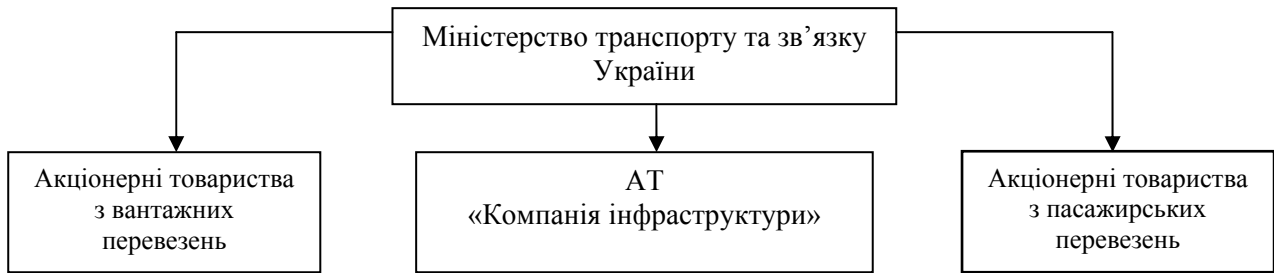 Міністерство транспорту та зв’язку
України
Акціонерні товариства
з вантажних
перевезень
АТ
«Компанія інфраструктури»
Акціонерні товариства
з пасажирських
перевезень